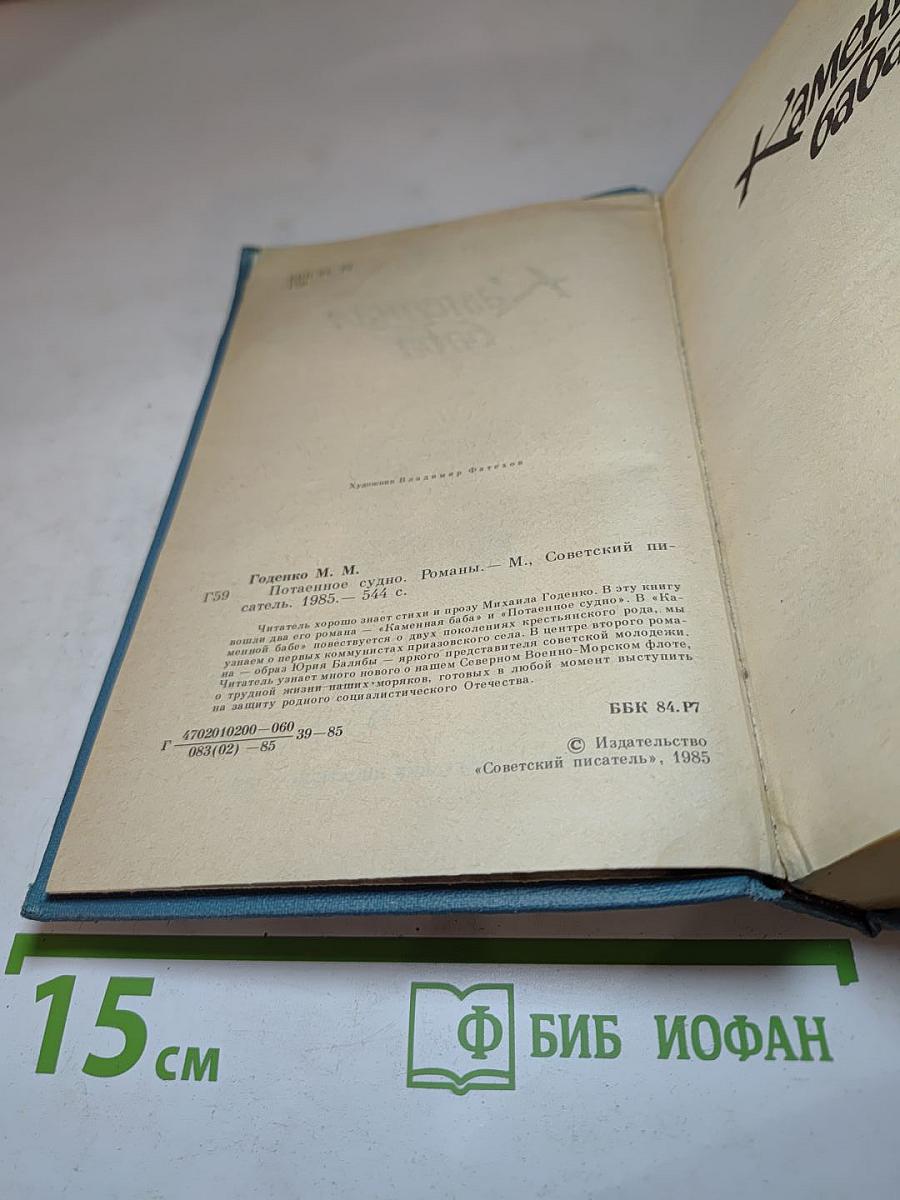 Камен
баба
Художник Владимир Фатехов
Годенко М. М.
Г59 Потаенное судно. Романы.— М., Советский пи-
сатель. 1985.— 544 с.
Читатель хорошо знает стихи и прозу Михаила Годенко. В эту книгу
вошли два его романа — «Каменная баба» и «Потаенное судно». В «Ка-
менной бабе» повествуется о двух поколениях крестьянского рода, мы
узнаем о первых коммунистах приазовского села. В центре второго рома-
на — образ Юрия Балябы — яркого представителя советской молодежи.
Читатель узнает много нового о нашем Северном Военно-Морском флоте,
о трудной жизни наших моряков, готовых в любой момент выступить
на защиту родного социалистического Отечества.
Г 4702010200—060 39—85
083(02) —85
ББК 84.Р7
© Издательство
«Советский писатель», 1985
15 см
Ф БИБ ИОФАН